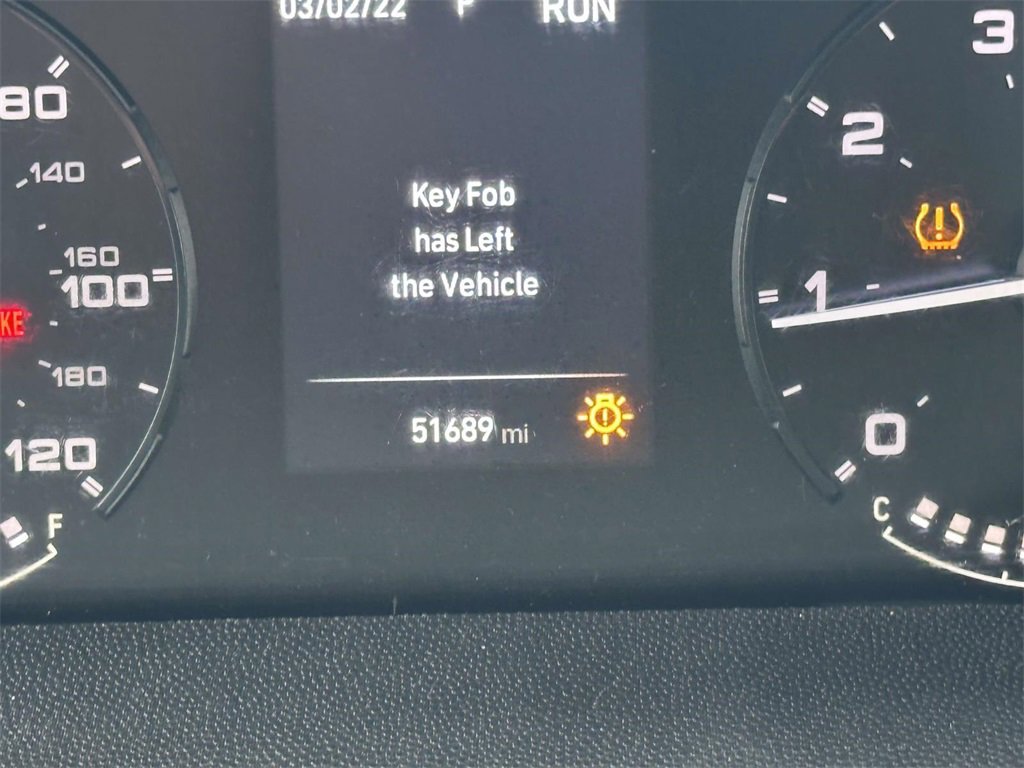 03/02/22 P RUN
80
140
160
100
KE
180
120
F
Key Fob
has Left
the Vehicle
51689 mi
3
2
1
0
C